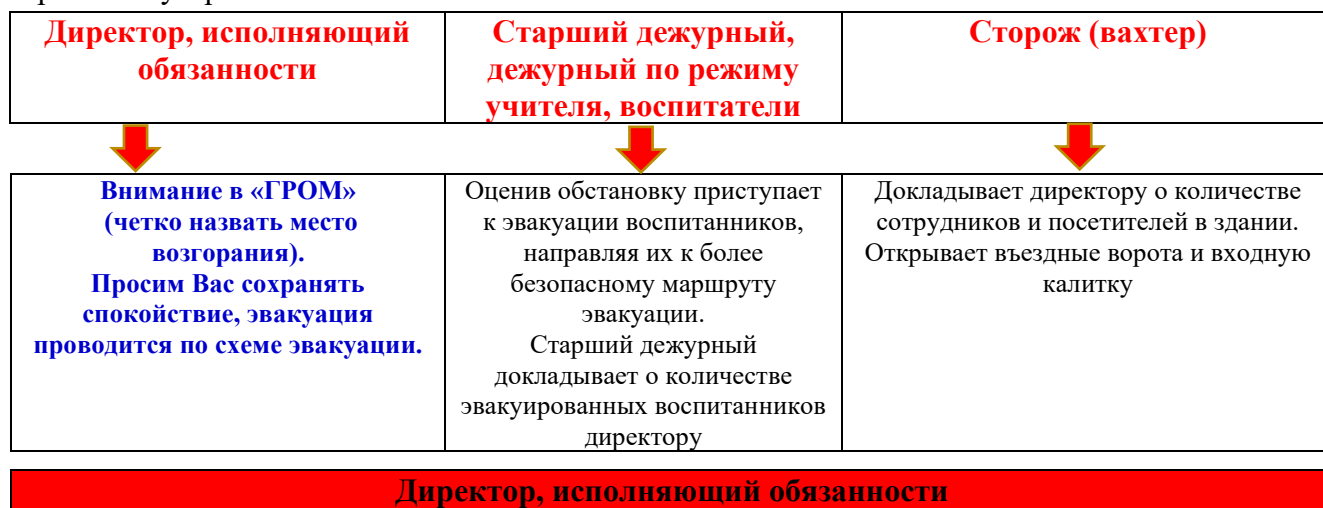 Директор, исполняющий
обязанности
Старший дежурный,
дежурный по режиму
учителя, воспитатели
Сторож (вахтер)
Внимание в «ГРОМ»
(четко назвать место
возгорания).
Просим Вас сохранять
спокойствие, эвакуация
проводится по схеме эвакуации.
Оценив обстановку приступает
к эвакуации воспитанников,
направляя их к более
безопасному маршруту
эвакуации.
Старший дежурный
докладывает о количестве
эвакуированных воспитанников
директору
Докладывает директору о количестве
сотрудников и посетителей в здании.
Открывает въездные ворота и входную
калитку
Директор, исполняющий обязанности